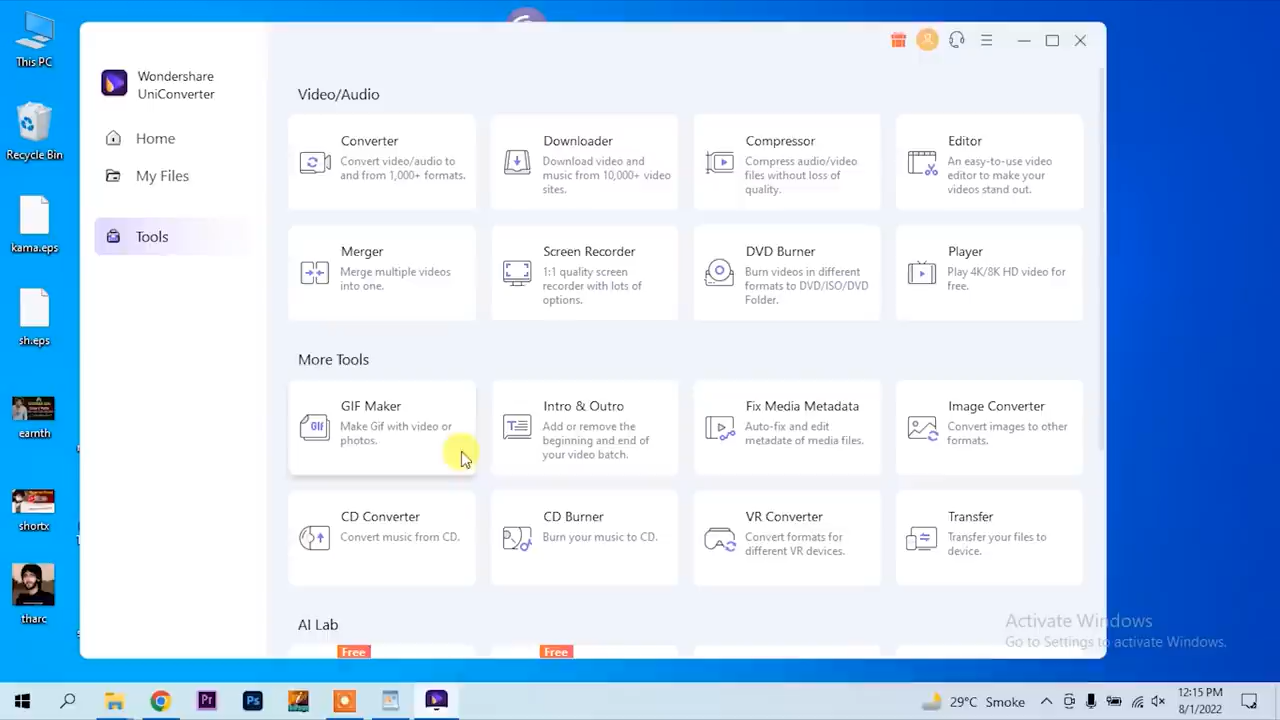 This PC
Recycle Bin
kama.eps
sh.eps
earnth
shortx
tharc
Wondershare
UniConverter
Home
My Files
Tools
Video/Audio
Converter
Convert video/audio to
and from 1,000+ formats.
Downloader
Download video and
music from 10,000+ video
sites.
Compressor
Compress audio/video
files without loss of
quality.
Editor
An easy-to-use video
editor to make your
videos stand out.
Merger
Merge multiple videos
into one.
Screen Recorder
1:1 quality screen
recorder with lots of
options.
DVD Burner
Burn videos in different
formats to DVD/ISO/DVD
Folder.
Player
Play 4K/8K HD video for
free.
More Tools
GIF Maker
Make Gif with video or
photos.
GIF
Intro & Outro
Add or remove the
beginning and end of
your video batch.
Fix Media Metadata
Auto-fix and edit
metadata of media files.
Image Converter
Convert images to other
formats.
CD Converter
Convert music from CD.
CD Burner
Burn your music to CD.
VR Converter
Convert formats for
different VR devices.
Transfer
Transfer your files to
device.
AI Lab
Free
Free
Activate Windows
Go to Settings to activate Windows.
Pr
Ps
29°C Smoke
12:15 PM
8/1/2022